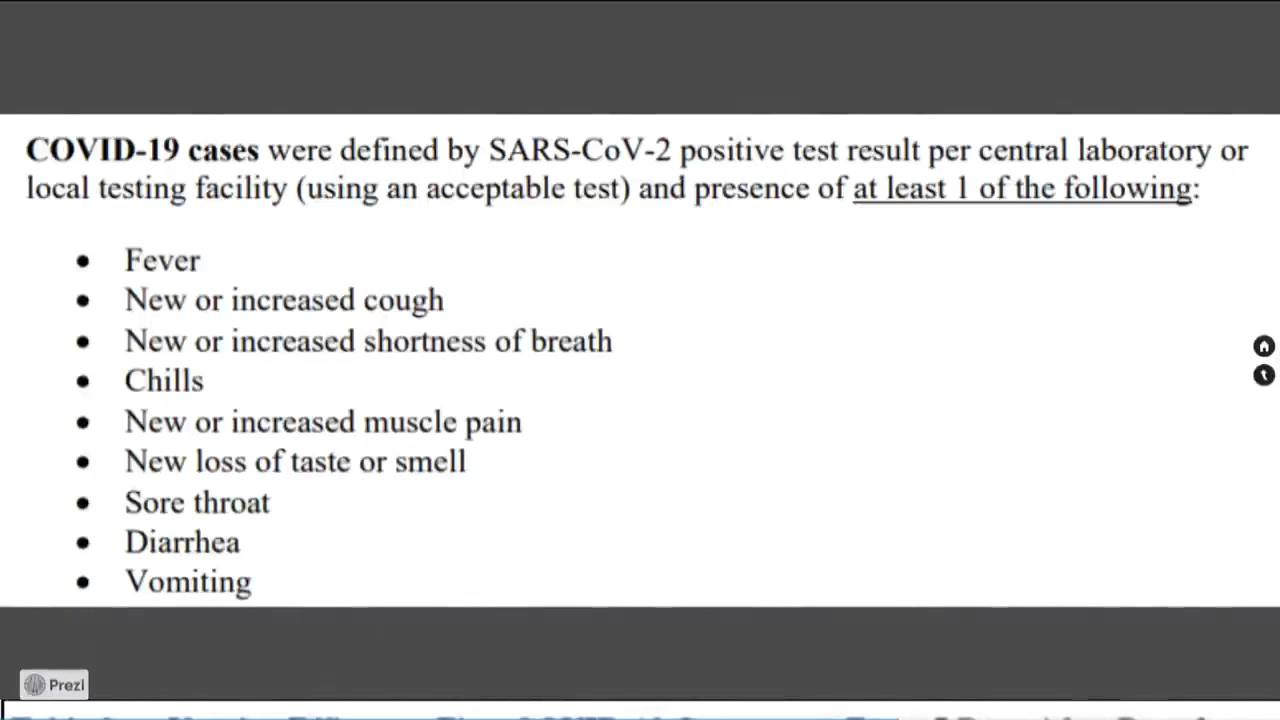 COVID-19 cases were defined by SARS-CoV-2 positive test result per central laboratory or
local testing facility (using an acceptable test) and presence of at least 1 of the following:
• Fever
• New or increased cough
• New or increased shortness of breath
• Chills
• New or increased muscle pain
• New loss of taste or smell
• Sore throat
• Diarrhea
• Vomiting
Prezi